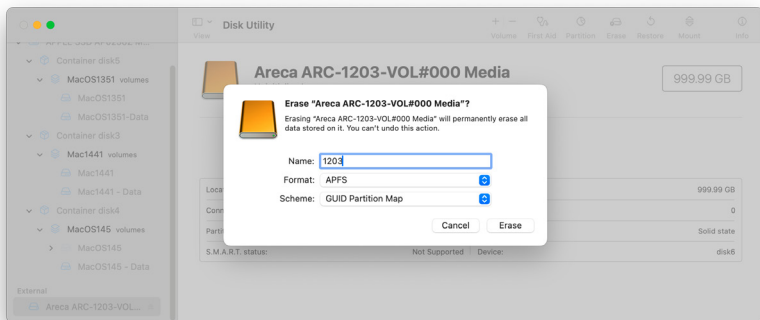 Disk Utility
View
Volume First Aid Partition Erase Restore Mount Info
Container disk5
MacOS1351 volumes
MacOS1351
MacOS1351-Data
Container disk3
Mac1441 volumes
Mac1441
Mac1441 – Data
Container disk4
MacOS145 volumes
MacOS145
MacOS145 – Data
External
Areca ARC-1203-VOL...
Areca ARC-1203-VOL#000 Media
999.99 GB
Erase “Areca ARC-1203-VOL#000 Media”?
Erasing “Areca ARC-1203-VOL#000 Media” will permanently erase all
data stored on it. You can’t undo this action.
Name: 1203
Format: APFS
Scheme: GUID Partition Map
Cancel Erase
999.99 GB
0
Solid state
S.M.A.R.T. status: Not Supported Device: disk6